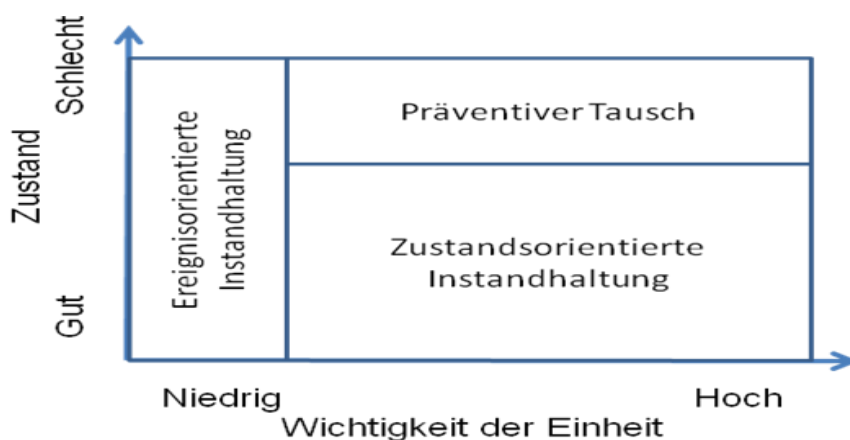 Zustand
Schlecht
Gut
Ereignisorientierte
Instandhaltung
Präventiver Tausch
Zustandsorientierte
Instandhaltung
Niedrig
Hoch
Wichtigkeit der Einheit